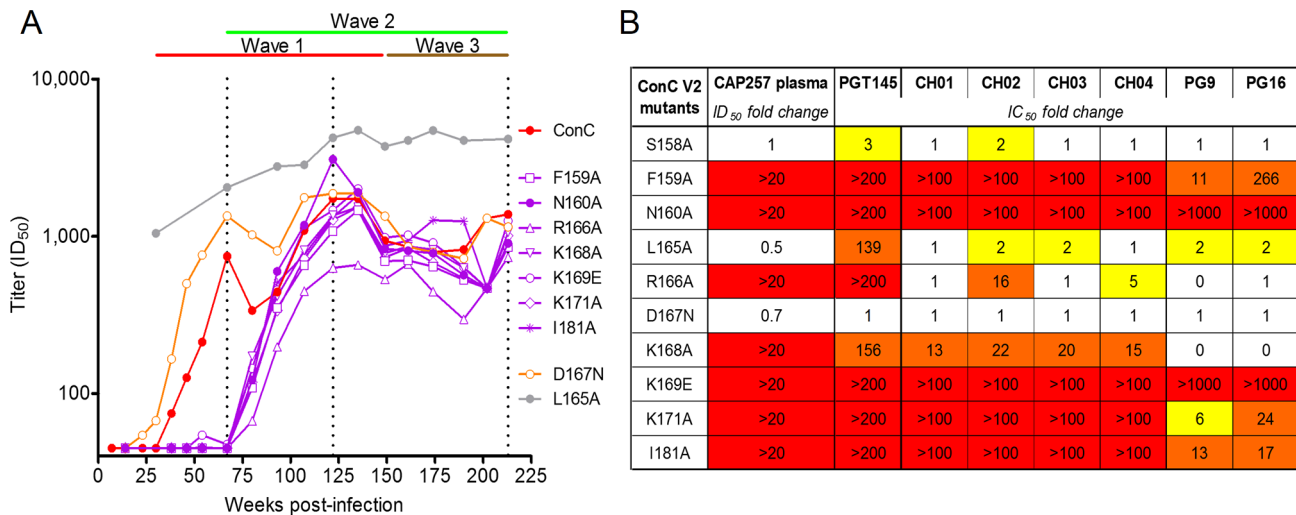 A
Wave 2
Wave 1 Wave 3
10,000
1,000
100
Titer (ID50)
0 25 50 75 100 125 150 175 200 225
Weeks post-infection
ConC
F159A
N160A
R166A
K168A
K169E
K171A
I181A
D167N
L165A
B
ConC V2 mutants CAP257 plasma PGT145 CH01 CH02 CH03 CH04 PG9 PG16
ID50 fold change IC50 fold change
S158A 1 3 1 2 1 1 1 1
F159A >20 >200 >100 >100 >100 >100 11 266
N160A >20 >200 >100 >100 >100 >100 >1000 >1000
L165A 0.5 139 1 2 2 1 2 2
R166A >20 >200 1 16 1 5 0 1
D167N 0.7 1 1 1 1 1 1 1
K168A >20 156 13 22 20 15 0 0
K169E >20 >200 >100 >100 >100 >100 >1000 >1000
K171A >20 >200 >100 >100 >100 >100 6 24
I181A >20 >200 >100 >100 >100 >100 13 17